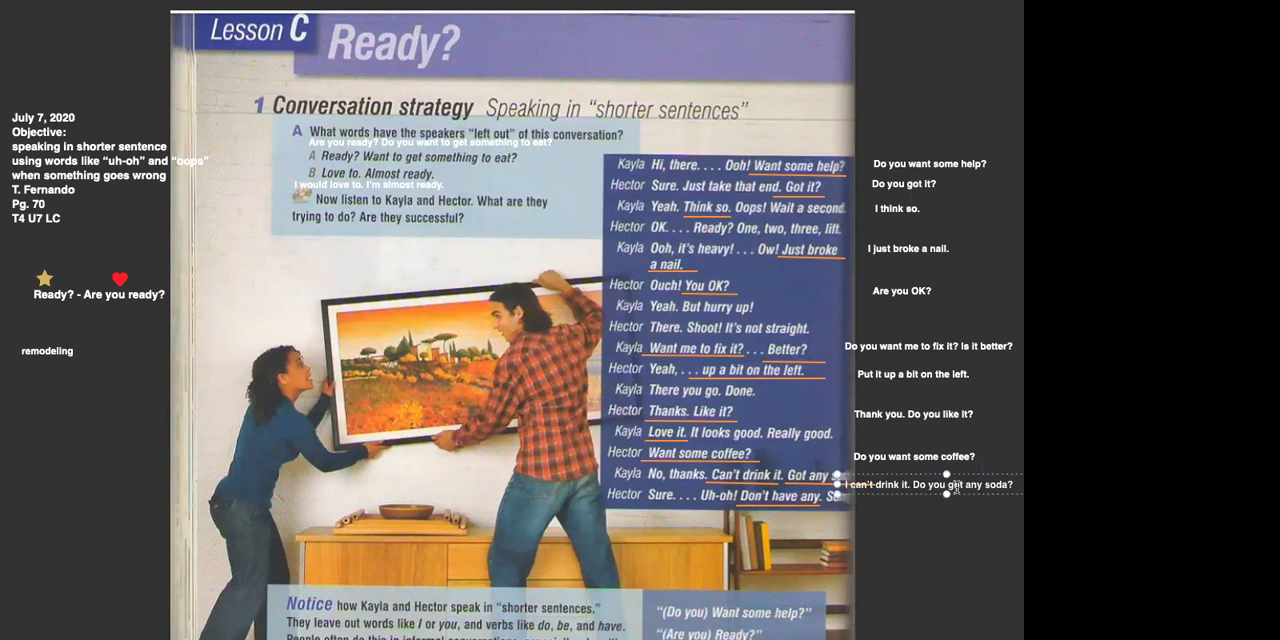 Lesson C
Ready?
1 Conversation strategy Speaking in “shorter sentences”
A What words have the speakers “left out” of this conversation?
Are you ready? Do you want to get something to eat?
A Ready? Want to get something to eat?
B Love to. Almost ready.
I would love to. I'm almost ready.
Now listen to Kayla and Hector. What are they
trying to do? Are they successful?
July 7, 2020
Objective:
speaking in shorter sentence
using words like “uh-oh” and “oops”
when something goes wrong
T. Fernando
Pg. 70
T4 U7 LC
Ready? - Are you ready?
remodeling
Kayla Hi, there. . . . Ooh! Want some help?
Hector Sure. Just take that end. Got it?
Kayla Yeah. Think so. Oops! Wait a second.
Hector OK. . . . Ready? One, two, three, lift.
Kayla Ooh, it's heavy! . . . Ow! Just broke
a nail.
Hector Ouch! You OK?
Kayla Yeah. But hurry up!
Hector There. Shoot! It's not straight.
Kayla Want me to fix it? . . . Better?
Hector Yeah, . . . up a bit on the left.
Kayla There you go. Done.
Hector Thanks. Like it?
Kayla Love it. It looks good. Really good.
Hector Want some coffee?
Kayla No, thanks. Can't drink it. Got any
Hector Sure. . . . Uh-oh! Don't have any.
Do you want some help?
Do you got it?
I think so.
I just broke a nail.
Are you OK?
Do you want me to fix it? Is it better?
Put it up a bit on the left.
Thank you. Do you like it?
Do you want some coffee?
I can't drink it. Do you got any soda?
Notice how Kayla and Hector speak in “shorter sentences.”
They leave out words like I or you, and verbs like do, be, and have.
People often do this in informal conversations,
“(Do you) Want some help?”
“(Are you) Ready?”